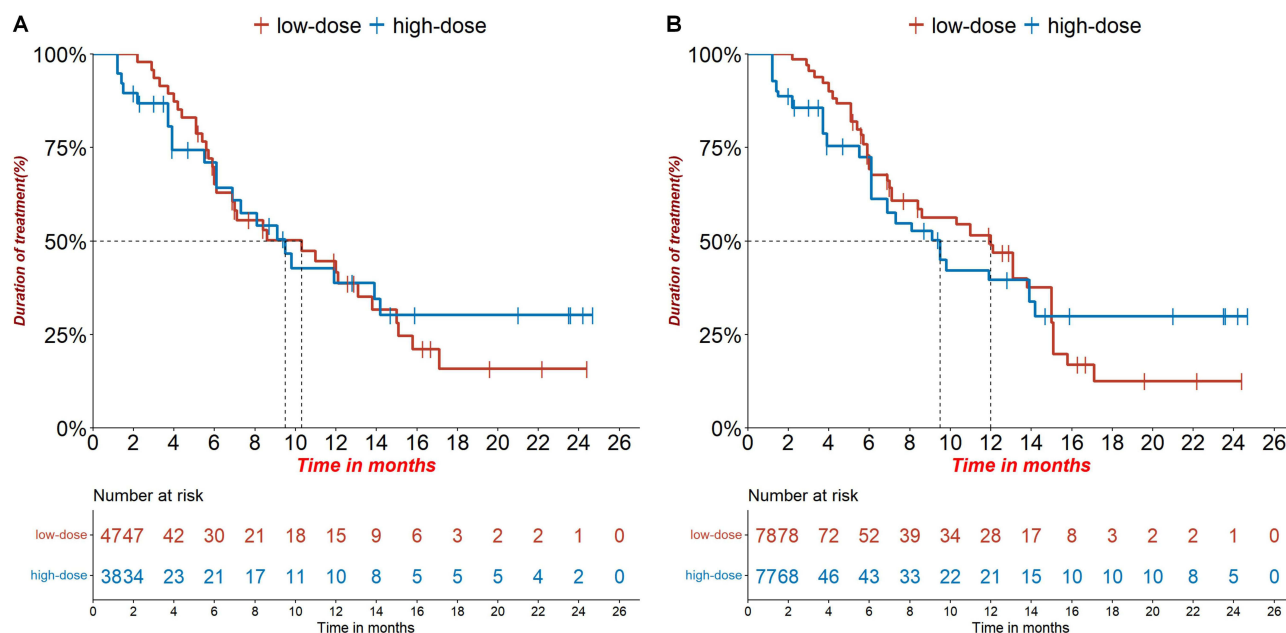 A
low-dose high-dose
100%
75%
50%
25%
0%
Duration of treatment(%)
0 2 4 6 8 10 12 14 16 18 20 22 24 26
Time in months
Number at risk
low-dose 47 47 42 30 21 18 15 9 6 3 2 2 1 0
high-dose 38 34 23 21 17 11 10 8 5 5 5 4 2 0
0 2 4 6 8 10 12 14 16 18 20 22 24 26
Time in months
B
low-dose high-dose
100%
75%
50%
25%
0%
Duration of treatment(%)
0 2 4 6 8 10 12 14 16 18 20 22 24 26
Time in months
Number at risk
low-dose 78 78 72 52 39 34 28 17 8 3 2 2 1 0
high-dose 77 68 46 43 33 22 21 15 10 10 10 8 5 0
0 2 4 6 8 10 12 14 16 18 20 22 24 26
Time in months